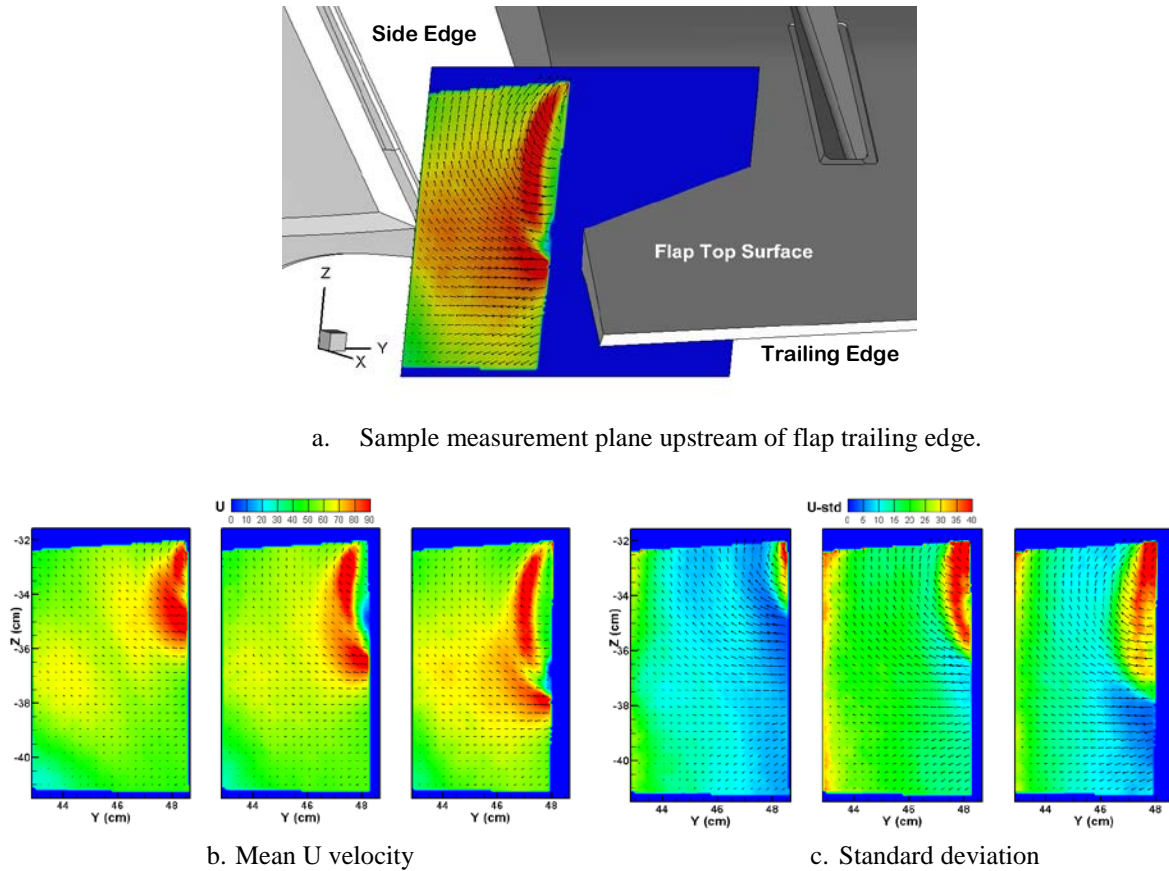 Side Edge
Flap Top Surface
Z
Y
X
Trailing Edge
a. Sample measurement plane upstream of flap trailing edge.
U
0 10 20 30 40 50 60 70 80 90
U-std
0 5 10 15 20 25 30 35 40
-32
-34
-36
-38
-40
Z (cm)
44 46 48
Y (cm)
44 46 48
Y (cm)
44 46 48
Y (cm)
-32
-34
-36
-38
-40
Z (cm)
44 46 48
Y (cm)
44 46 48
Y (cm)
44 46 48
Y (cm)
b. Mean U velocity
c. Standard deviation